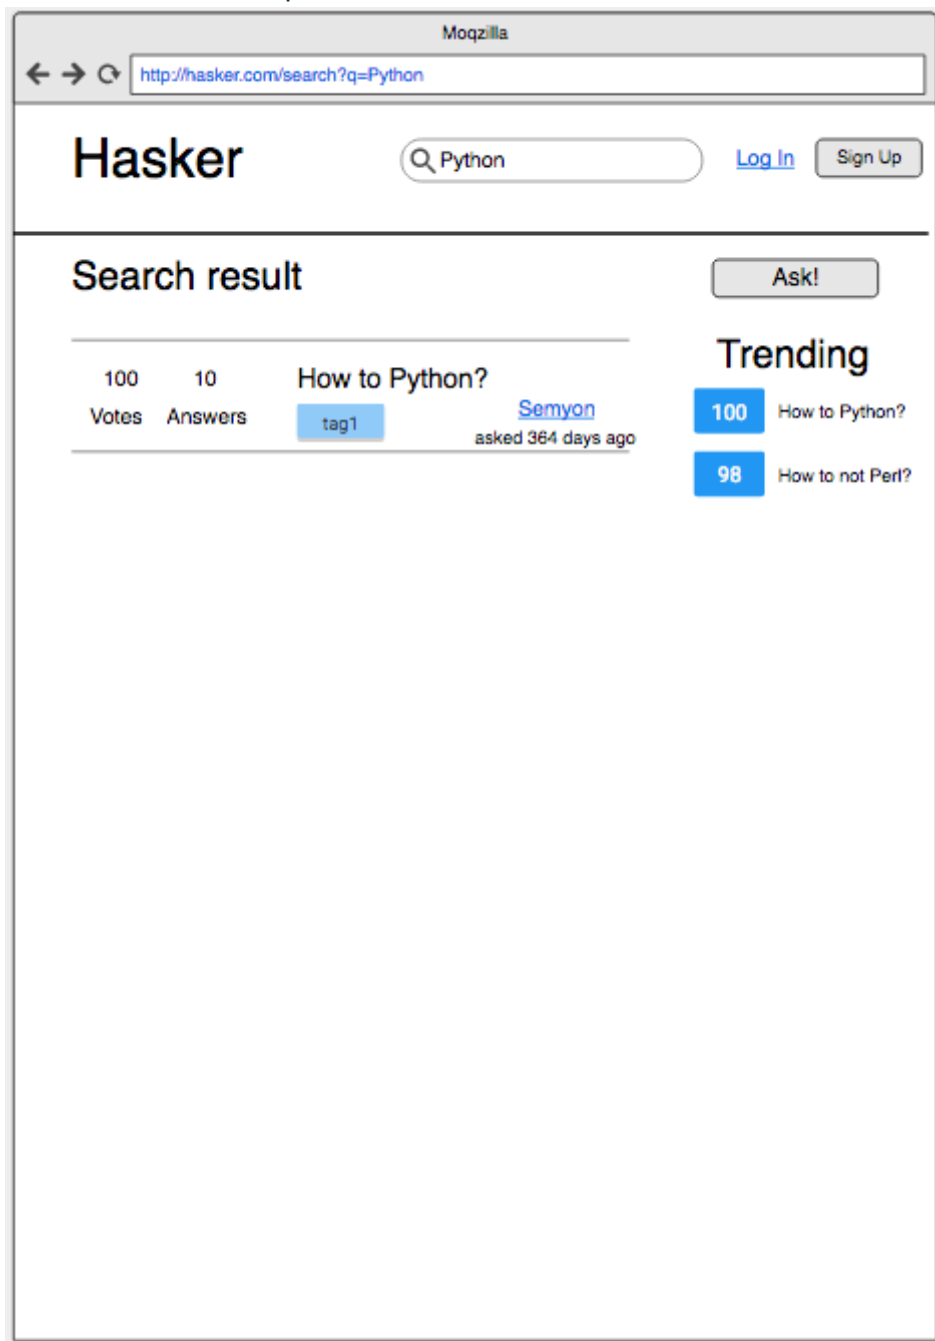 Moqzilla
http://hasker.com/search?q=Python
Hasker
Python
Log In
Sign Up
Search result
Ask!
100 Votes
10 Answers
How to Python?
tag1
Semyon
asked 364 days ago
Trending
100 How to Python?
98 How to not Perl?